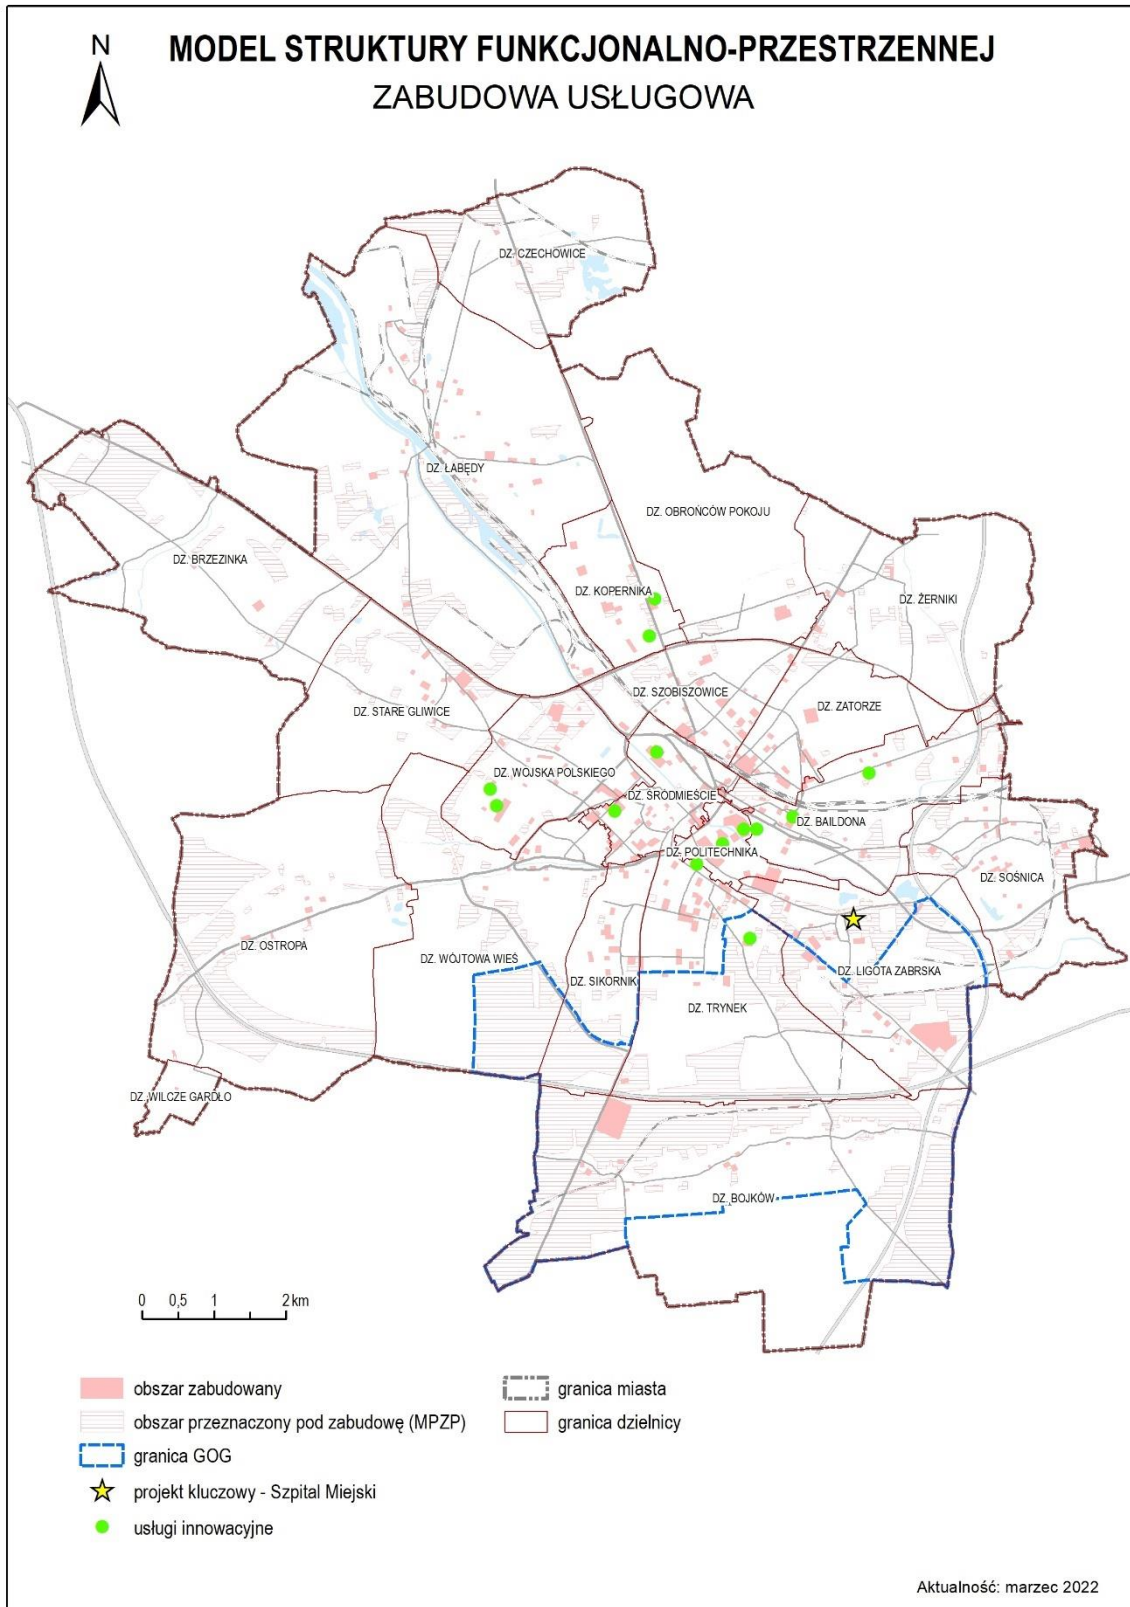 N
MODEL STRUKTURY FUNKCJONALNO-PRZESTRZENNEJ
ZABUDOWA USŁUGOWA
DZ. CZECHOWICE
DZ. ŁABĘDY
DZ. OBROŃCÓW POKOJU
DZ. BRZEZINKA
DZ. KOPERNIKA
DZ. ŻERNIKI
DZ. SZOBISZOWICE
DZ. ZATORZE
DZ. STARE GLIWICE
DZ. WOJSKA POLSKIEGO
DZ. ŚRÓDMIEŚCIE
DZ. BAILDONA
DZ. POLITECHNIKA
DZ. SOŚNICA
DZ. OSTROPA
DZ. WÓJTOWA WIEŚ
DZ. SIKORNIK
DZ. LIGOTA ZABRSKA
DZ. TRYNEK
DZ. WILCZE GARDŁO
DZ. BOJKÓW
0 0,5 1 2 km
obszar zabudowany
granica miasta
obszar przeznaczony pod zabudowę (MPZP)
granica dzielnicy
granica GOG
projekt kluczowy - Szpital Miejski
usługi innowacyjne
Aktualność: marzec 2022